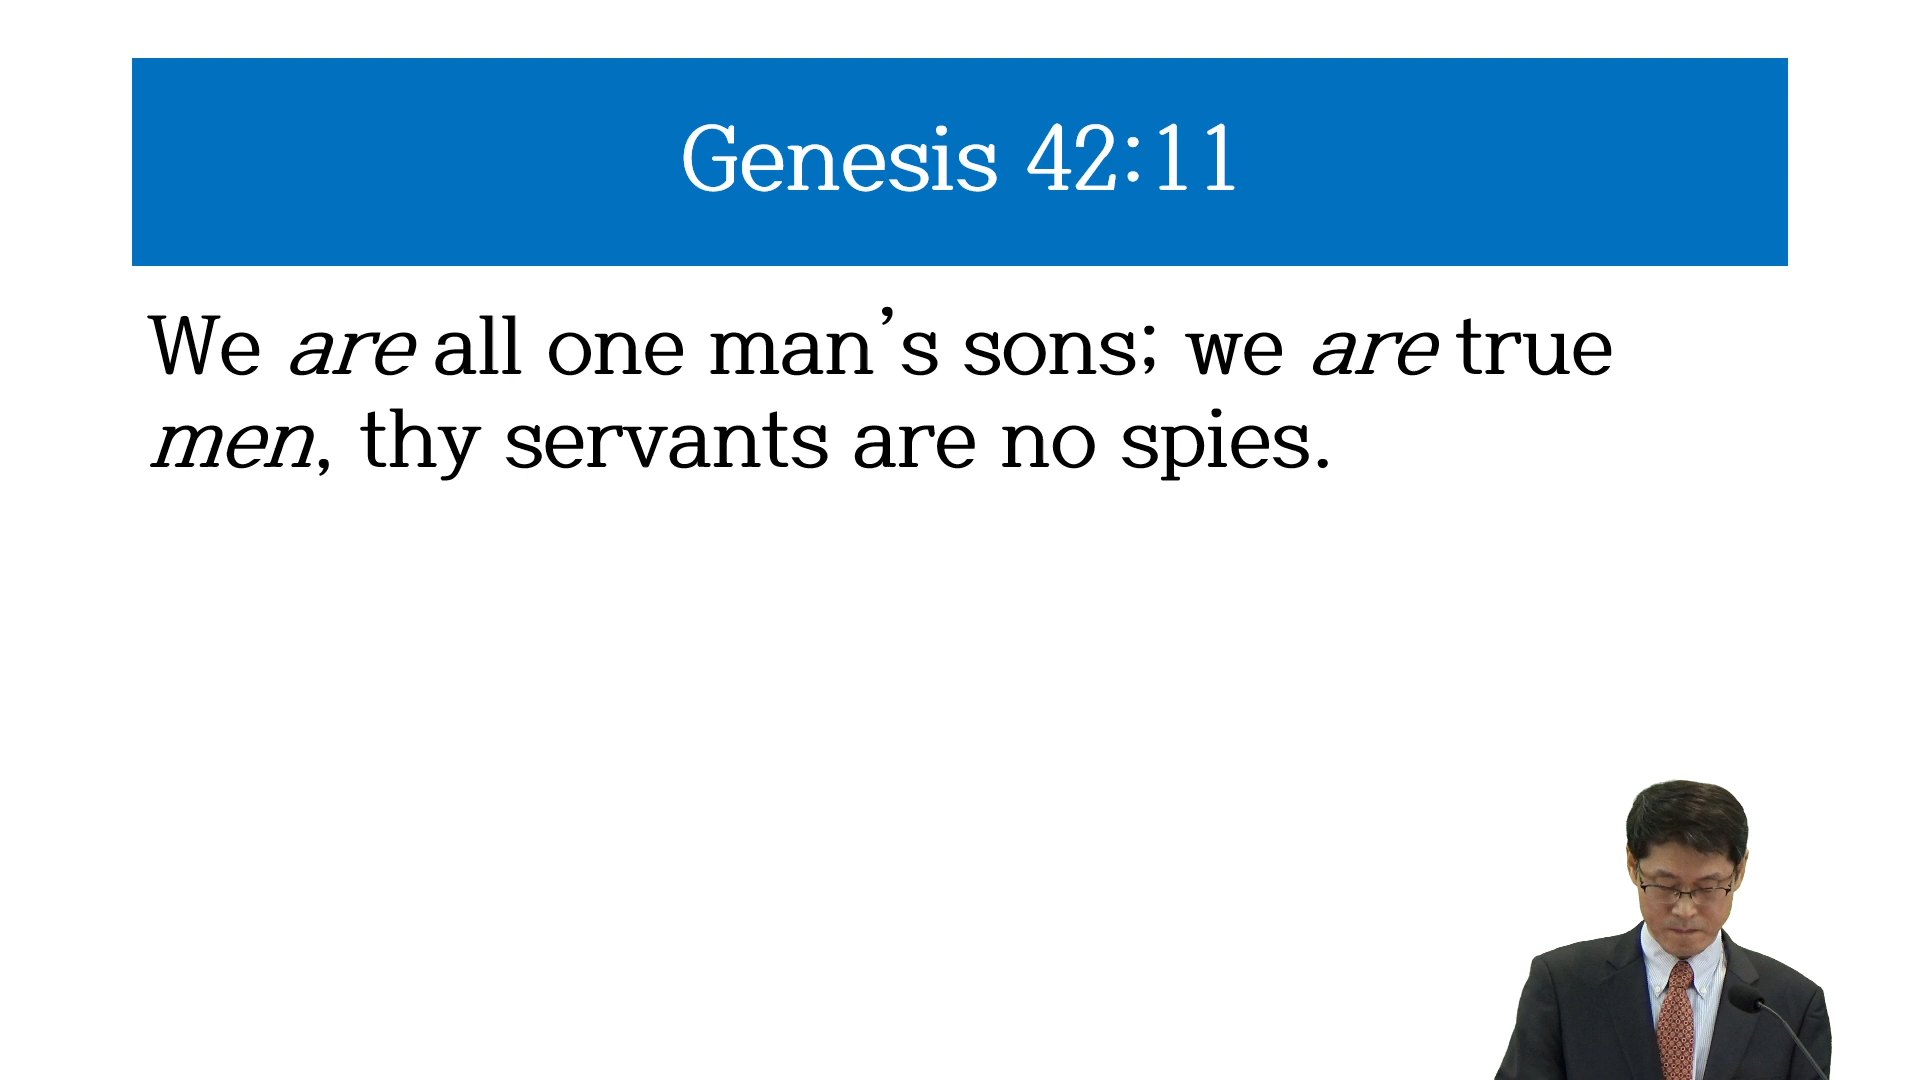 Genesis 42:11
We are all one man’s sons; we are true
men, thy servants are no spies.